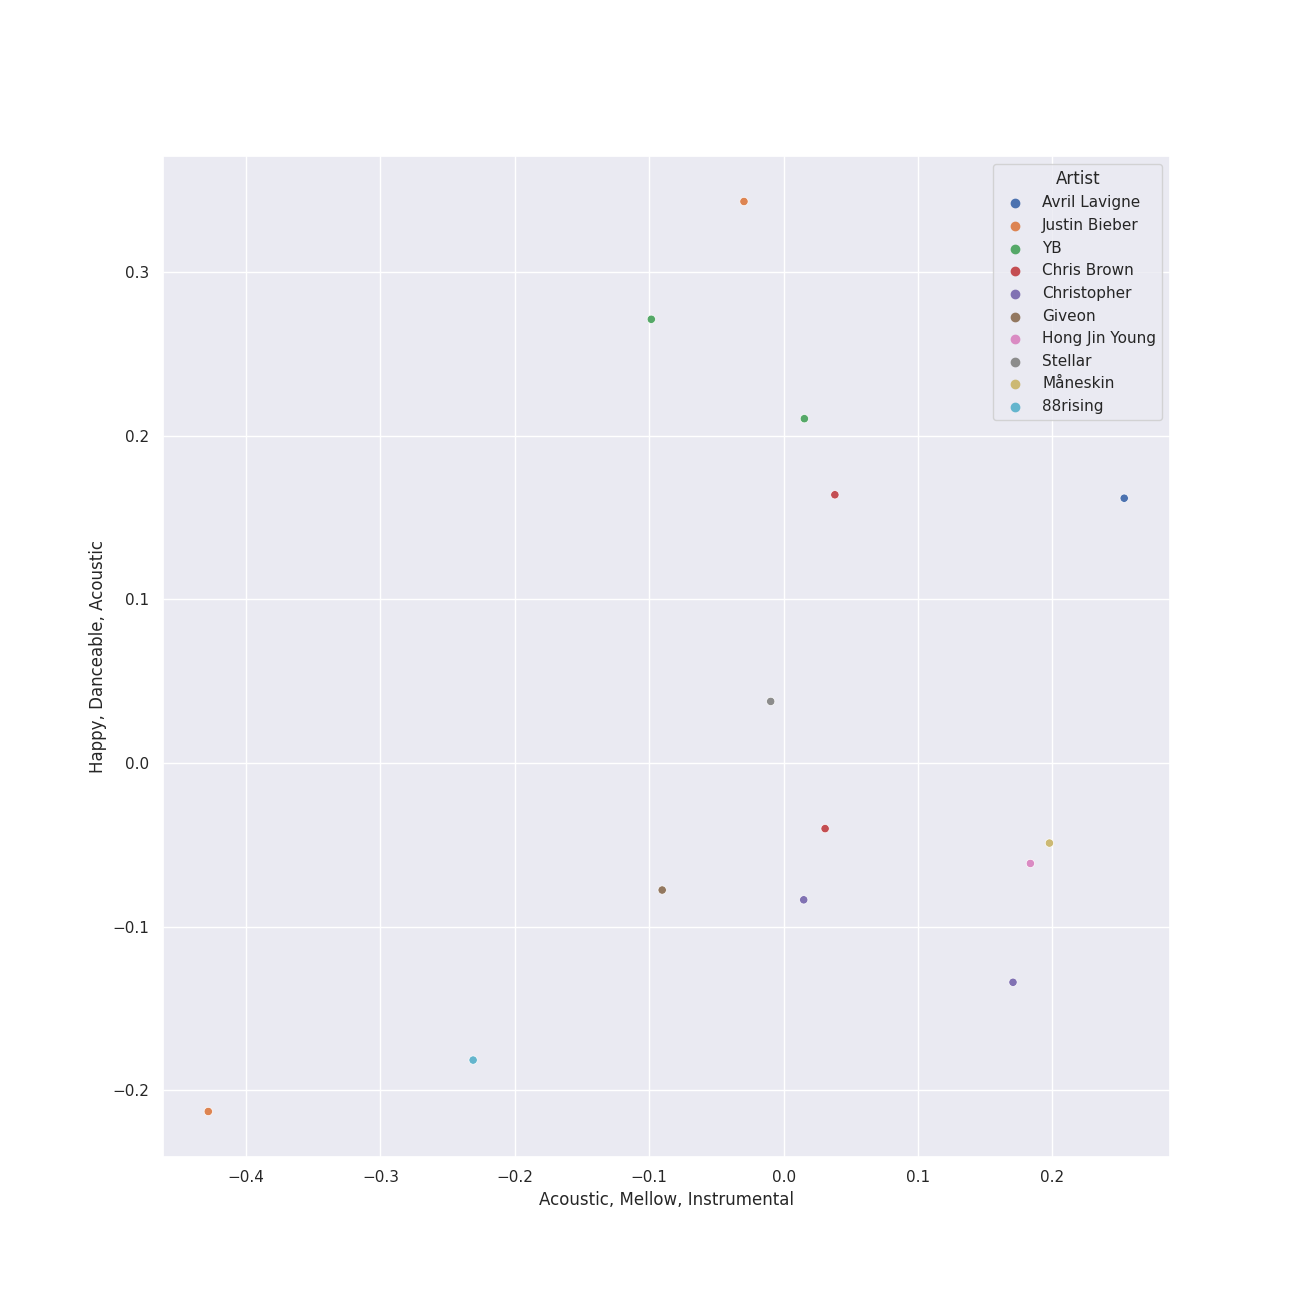 Artist
Avril Lavigne
Justin Bieber
YB
Chris Brown
Christopher
Giveon
Hong Jin Young
Stellar
Måneskin
88rising
0.3
0.2
0.1
0.0
−0.1
−0.2
Happy, Danceable, Acoustic
−0.4 −0.3 −0.2 −0.1 0.0 0.1 0.2
Acoustic, Mellow, Instrumental